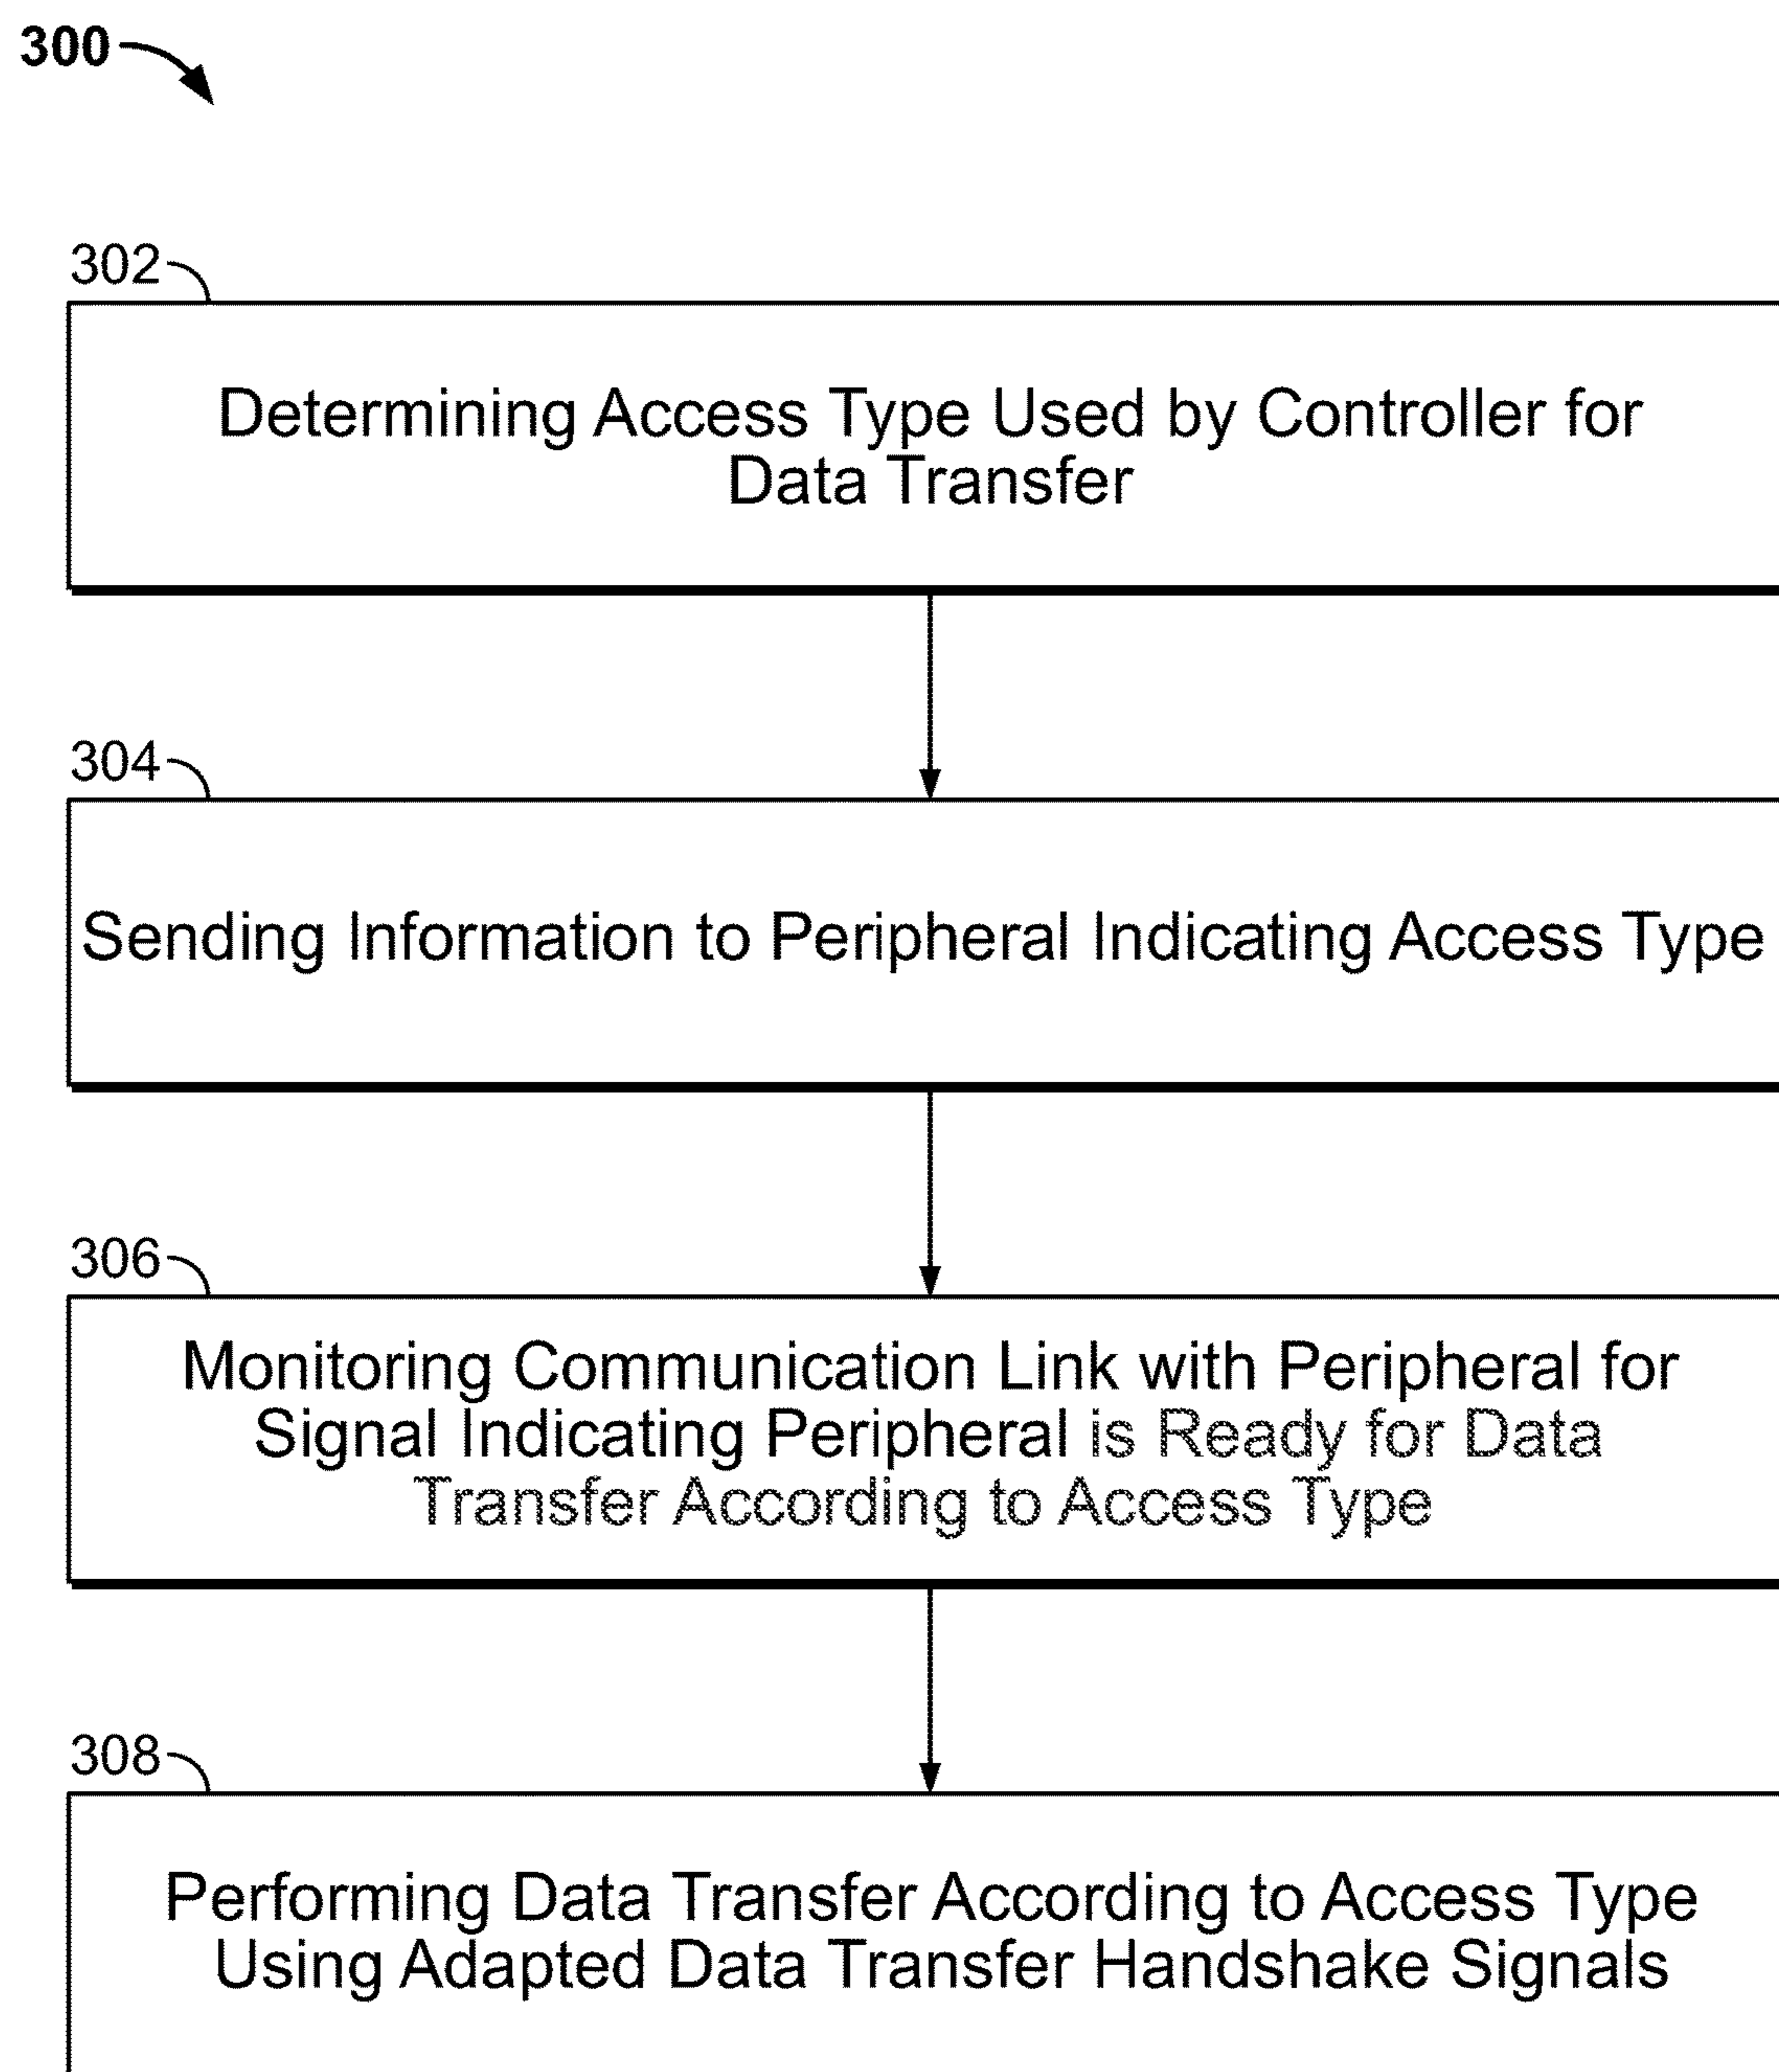 300
302
Determining Access Type Used by Controller for
Data Transfer
304
Sending Information to Peripheral Indicating Access Type
306
Monitoring Communication Link with Peripheral for
Signal Indicating Peripheral is Ready for Data
Transfer According to Access Type
308
Performing Data Transfer According to Access Type
Using Adapted Data Transfer Handshake Signals